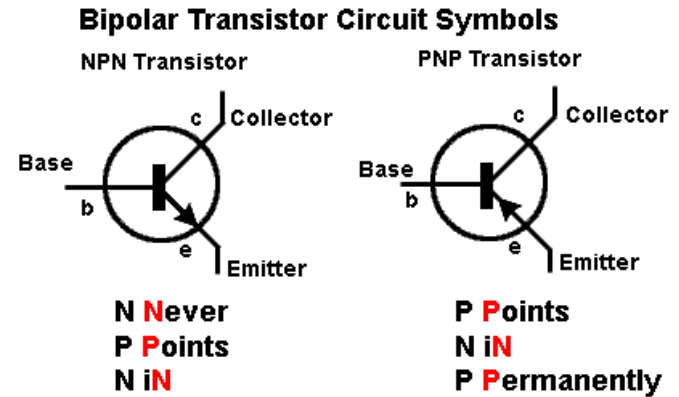 Bipolar Transistor Circuit Symbols
NPN Transistor
c
Collector
Base
b
e
Emitter
N Never
P Points
N iN
PNP Transistor
c
Collector
Base
b
e
Emitter
P Points
N iN
P Permanently